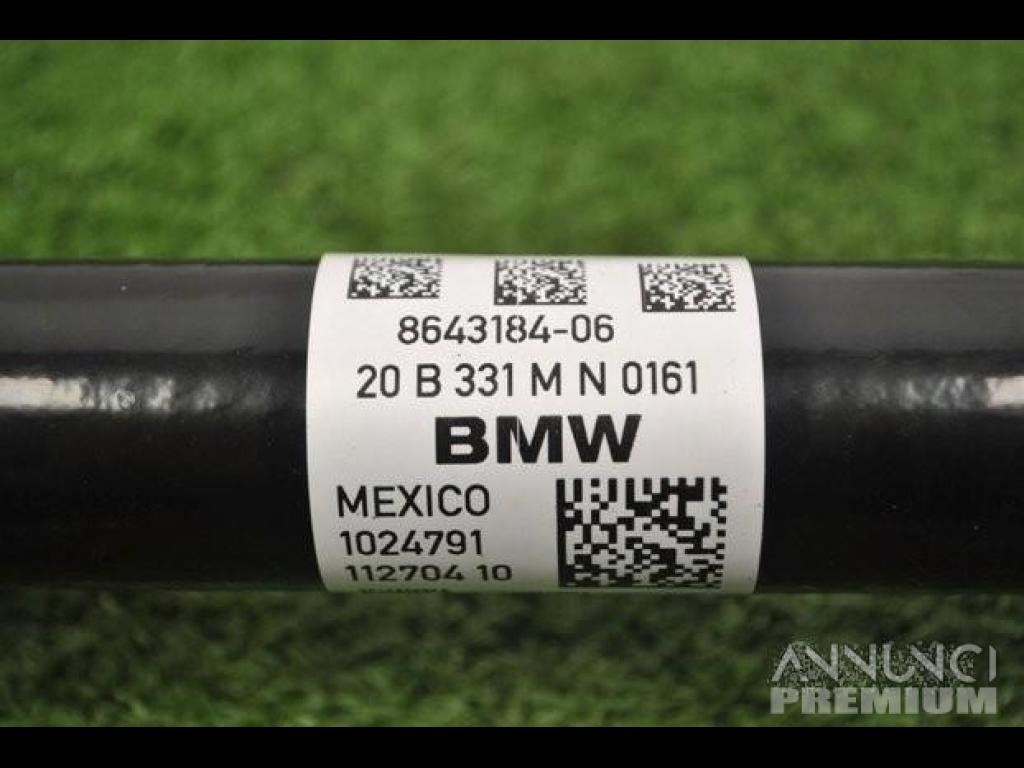 8643184-06
20 B 331 M N 0161
BMW
MEXICO
1024791
112704 10
ANNUNCI
PREMIUM